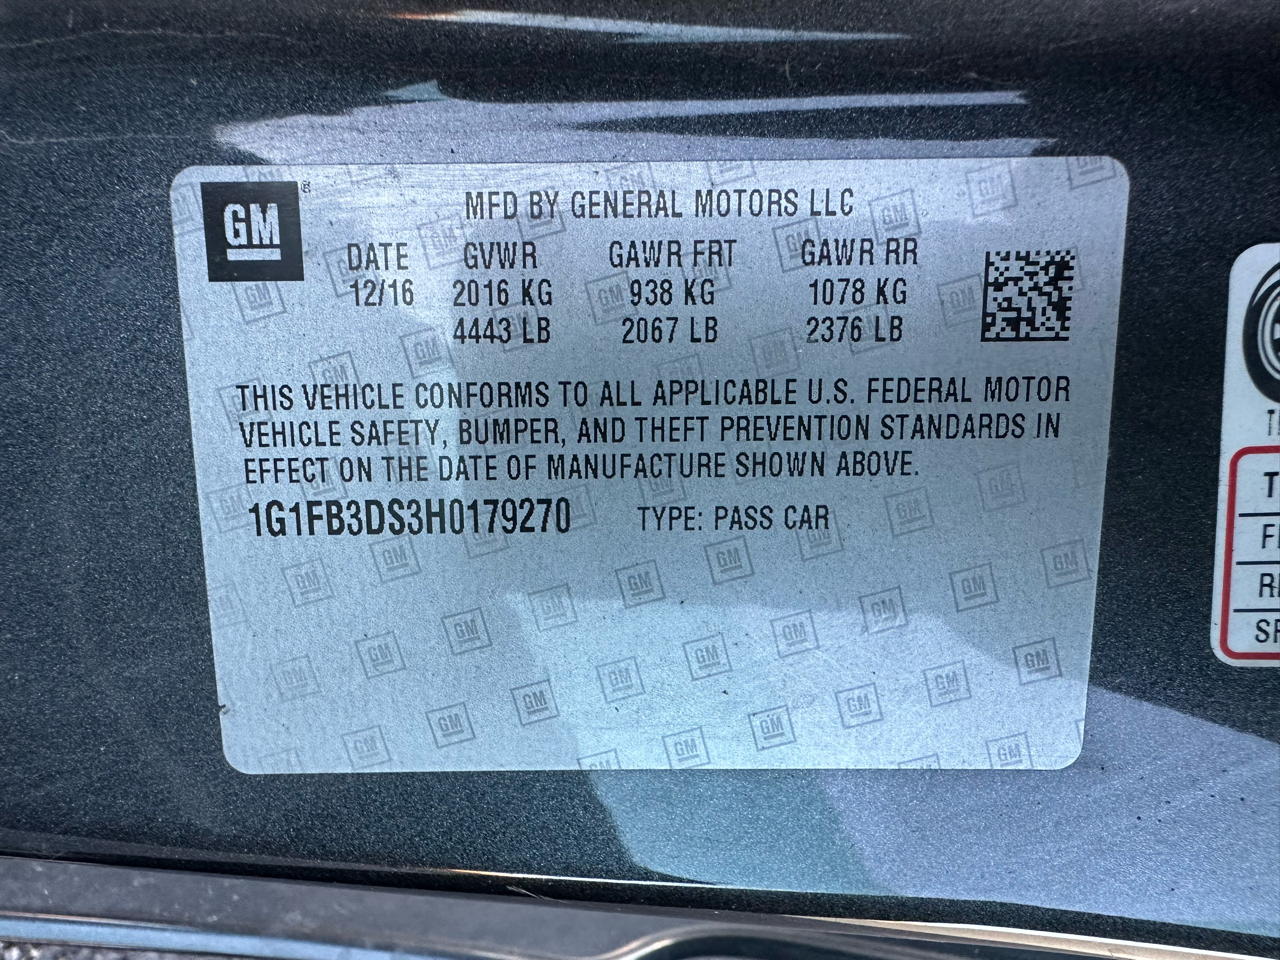 GM
®
MFD BY GENERAL MOTORS LLC
DATE GVWR GAWR FRT GAWR RR
12/16 2016 KG 938 KG 1078 KG
4443 LB 2067 LB 2376 LB
THIS VEHICLE CONFORMS TO ALL APPLICABLE U.S. FEDERAL MOTOR
VEHICLE SAFETY, BUMPER, AND THEFT PREVENTION STANDARDS IN
EFFECT ON THE DATE OF MANUFACTURE SHOWN ABOVE.
1G1FB3DS3H0179270 TYPE: PASS CAR